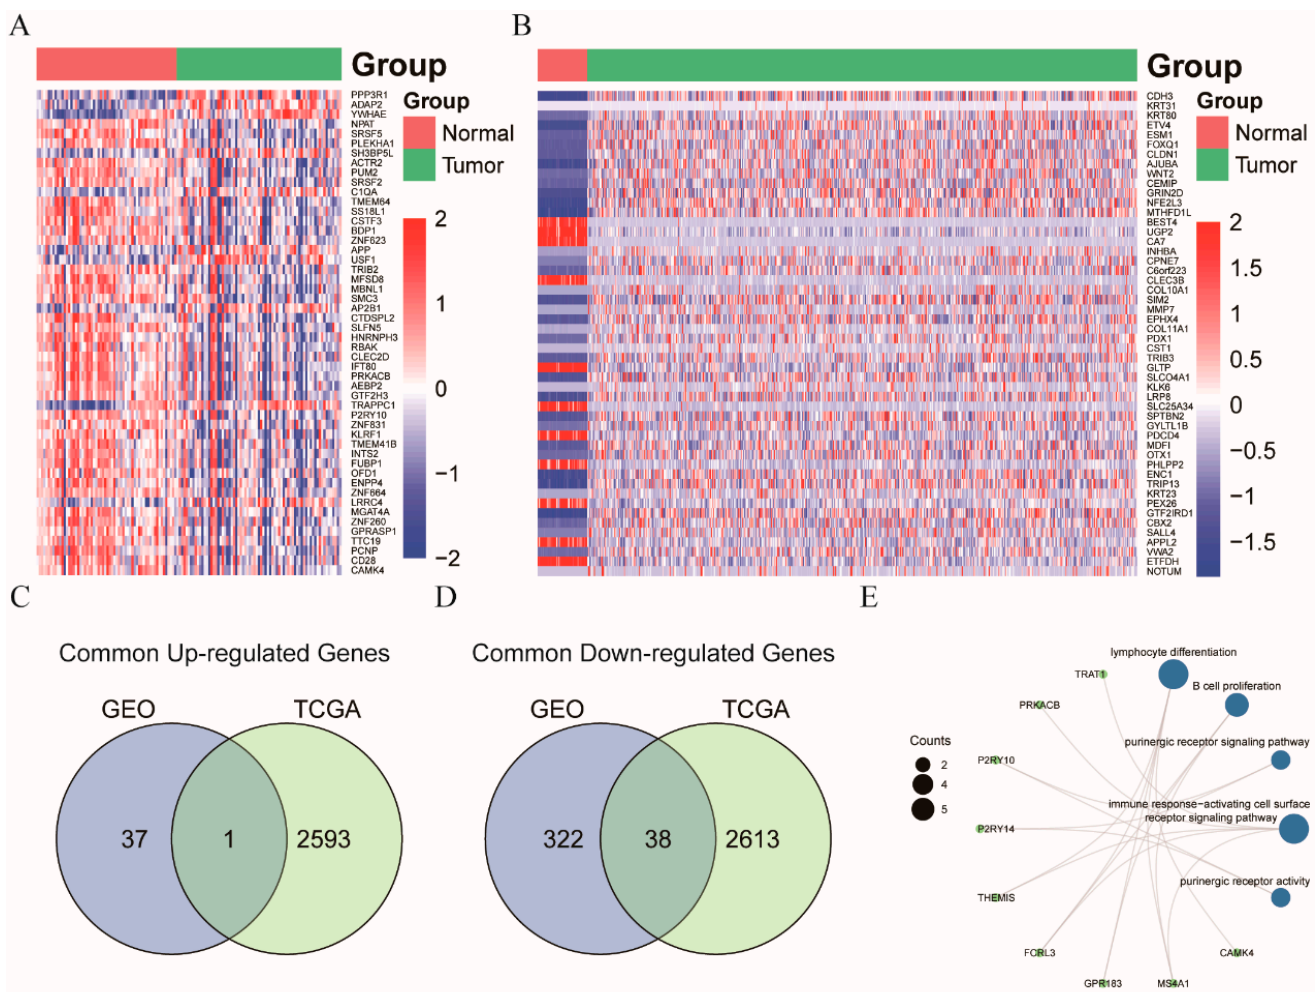 A
Group
Group
Normal
Tumor
PPP3R1
ADAP2
YWHAE
NPAT
SRSF5
PLEKHA1
SH3BP5L
ACTR2
PUM2
SRSF2
C1QA
TMEM64
SS18L1
CSTF3
BDP1
ZNF623
APP
USF1
TRIB2
MFSD8
MBNL1
SMC3
AP2B1
CTDSPL2
SLFN5
HNRNPH3
RBAK
CLEC2D
IFT80
PRKACB
AEBP2
GTF2H3
TRAPPC1
P2RY10
ZNF831
KLRF1
TMEM41B
INTS2
FUBP1
OFD1
ENPP4
ZNF664
LRRC4
MGAT4A
ZNF260
GPRASP1
TTC19
PCNP
CD28
CAMK4
2
1
0
−1
−2
B
Group
Group
Normal
Tumor
CDH3
KRT31
KRT80
ETV4
ESM1
FOXQ1
CLDN1
AJUBA
WNT2
CEMIP
GRIN2D
NFE2L3
MTHFD1L
BEST4
UGP2
CA7
INHBA
CPNE7
C6orf223
CLEC3B
COL10A1
SIM2
MMP7
EPHX4
COL11A1
PDX1
CST1
TRIB3
GLTP
SLCO4A1
KLK6
LRP8
SLC25A34
SPTBN2
GYLTL1B
PDCD4
MDFI
OTX1
PHLPP2
ENC1
TRIP13
KRT23
PEX26
GTF2IRD1
CBX2
SALL4
APPL2
VWA2
ETFDH
NOTUM
2
1.5
1
0.5
0
−0.5
−1
−1.5
C
Common Up-regulated Genes
GEO
TCGA
37
1
2593
D
Common Down-regulated Genes
GEO
TCGA
322
38
2613
E
Counts
2
4
5
lymphocyte differentiation
B cell proliferation
purinergic receptor signaling pathway
immune response−activating cell surface
receptor signaling pathway
purinergic receptor activity
TRAT1
PRKACB
P2RY10
P2RY14
THEMIS
FCRL3
GPR183
MS4A1
CAMK4